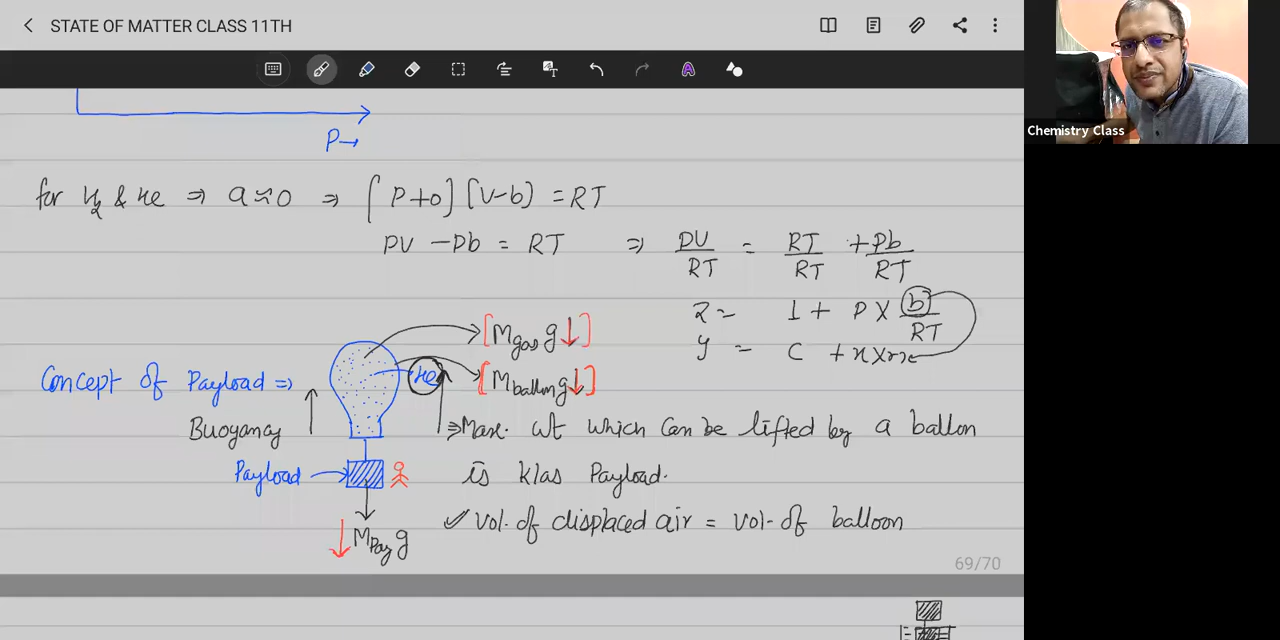 STATE OF MATTER CLASS 11TH
Chemistry Class
P→
for H₂ & He ⇒ a ≈ 0 ⇒ [P+0] [V-b) = RT
PV - Pb = RT ⇒ PV/RT = RT/RT + Pb/RT
Z = 1 + P X b/RT
y = C + x X m
[Mgas g↓]
Concept of Payload ⇒
He
[Mballon g↓]
Buoyancy
⇒ Max. wt which can be lifted by a ballon
Payload →
is k/as Payload.
✓ vol. of displaced air = vol. of balloon
↓ MPay g
69/70